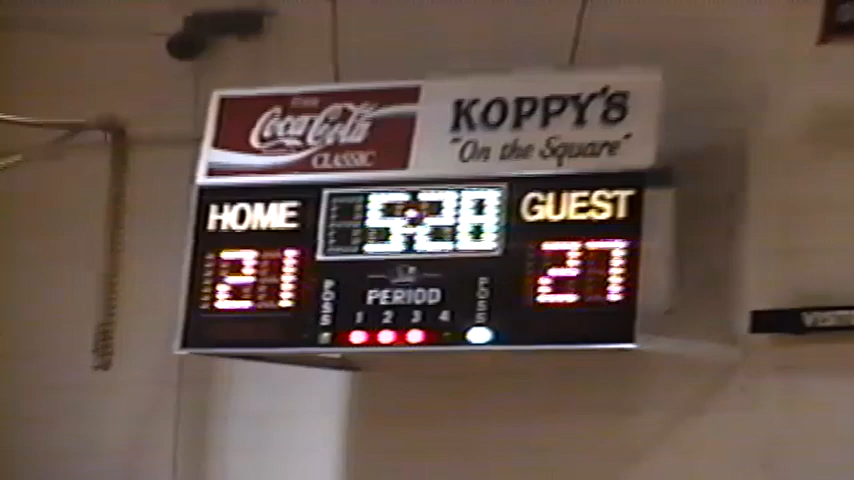 Coca-Cola
CLASSIC
KOPPY'S
"On the Square"
HOME
5:28
GUEST
21
27
POSS
PERIOD
POSS
1 2 3 4